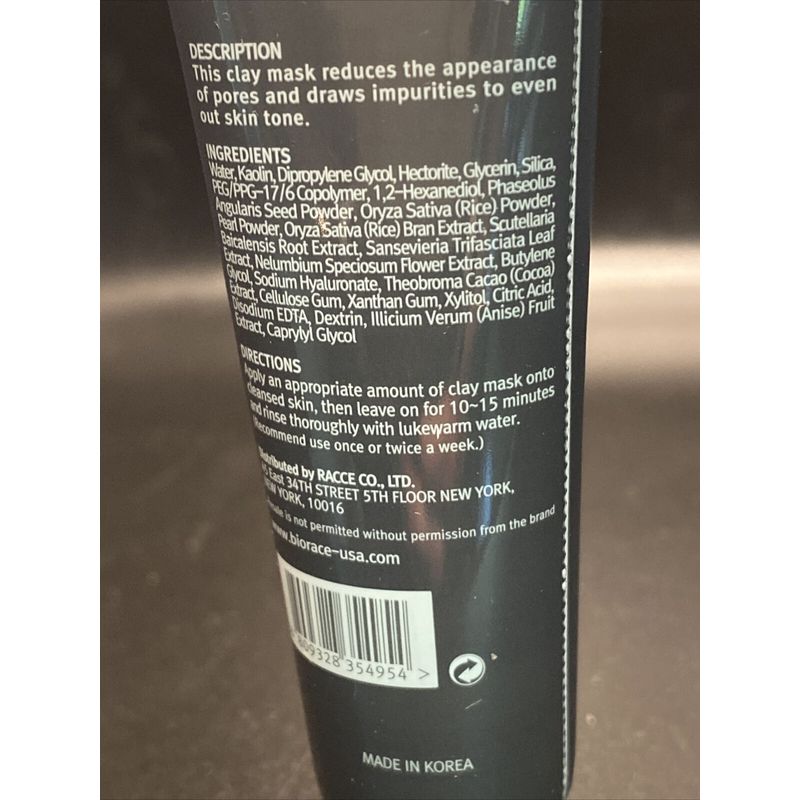 DESCRIPTION
This clay mask reduces the appearance
of pores and draws impurities to even
out skin tone.
INGREDIENTS
Water, Kaolin, Dipropylene Glycol, Hectorite, Glycerin, Silica,
PEG/PPG-17/6 Copolymer, 1,2-Hexanediol, Phaseolus
Angularis Seed Powder, Oryza Sativa (Rice) Powder,
Pearl Powder, Oryza Sativa (Rice) Bran Extract, Scutellaria
Baicalensis Root Extract, Sansevieria Trifasciata Leaf
Extract, Nelumbium Speciosum Flower Extract, Butylene
Glycol, Sodium Hyaluronate, Theobroma Cacao (Cocoa)
Extract, Cellulose Gum, Xanthan Gum, Xylitol, Citric Acid,
Disodium EDTA, Dextrin, Illicium Verum (Anise) Fruit
Extract, Caprylyl Glycol
DIRECTIONS
Apply an appropriate amount of clay mask onto
cleansed skin, then leave on for 10~15 minutes
and rinse thoroughly with lukewarm water.
Recommend use once or twice a week.)
Distributed by RACCE CO., LTD.
East 34TH STREET 5TH FLOOR NEW YORK,
NEW YORK, 10016
is not permitted without permission from the brand
www.biorace-usa.com
809328 354954 >
MADE IN KOREA